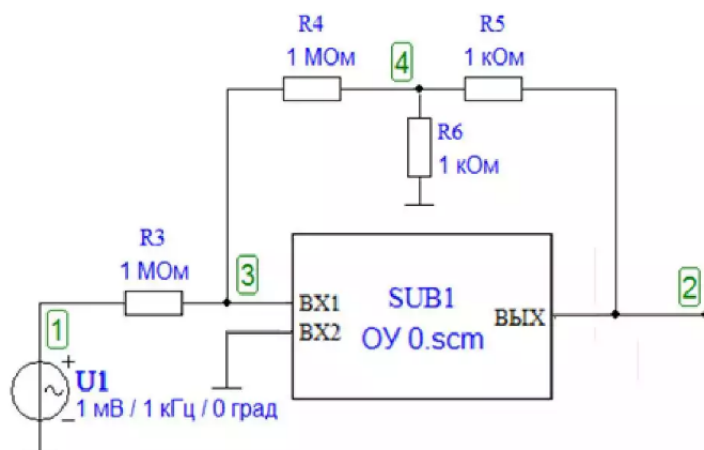 R4
1 МОм
4
R5
1 кОм
R6
1 кОм
R3
1 МОм
3
ВХ1
ВХ2
SUB1
ОУ 0.scm
ВЫХ
2
1
+
−
U1
1 мВ / 1 кГц / 0 град